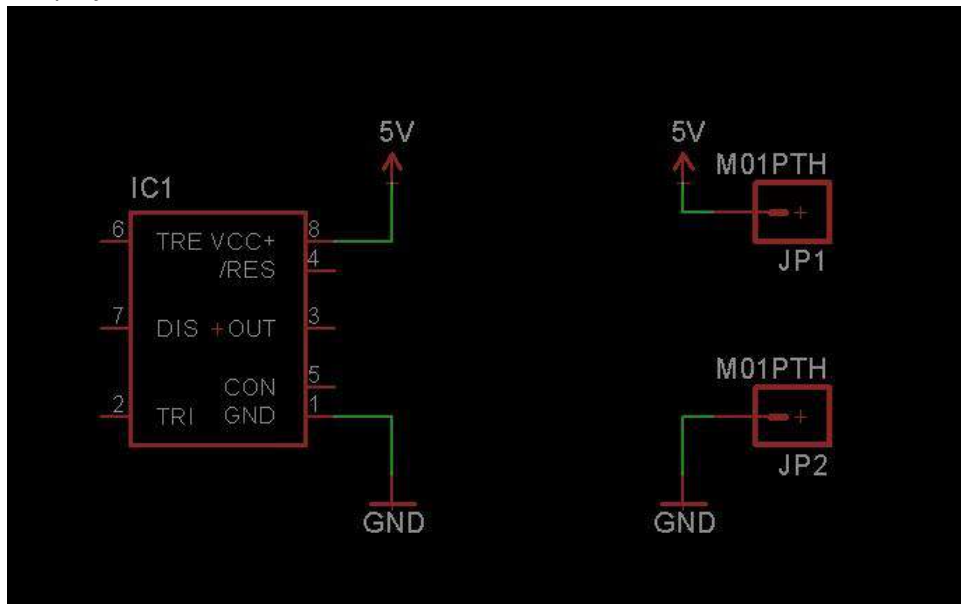 5V
5V
M01PTH
IC1
6
TRE VCC+
8
/RES
4
JP1
7
DIS +OUT
3
M01PTH
CON
5
2
TRI GND
1
JP2
GND
GND